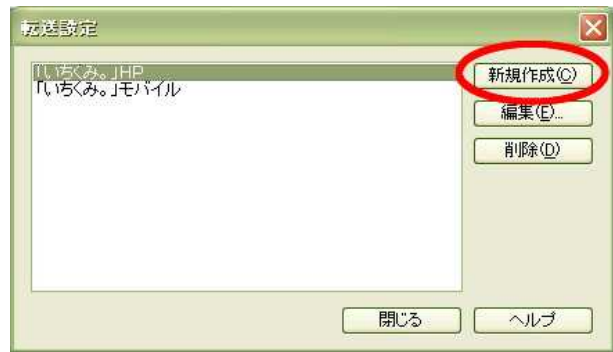 転送設定
「いちくみ。」HP
「いちくみ。」モバイル
新規作成(C)
編集(E)...
削除(D)
閉じる
ヘルプ